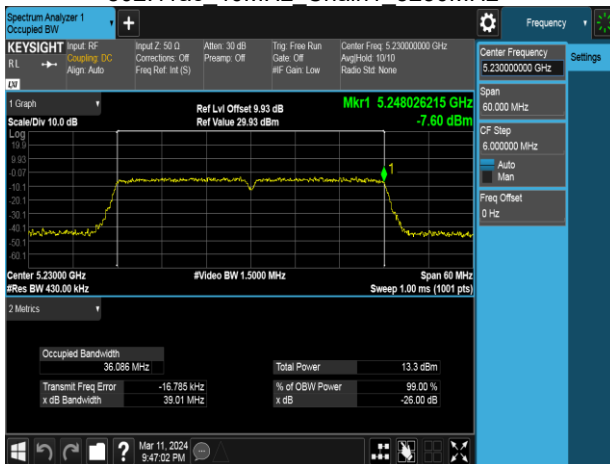 Spectrum Analyzer 1
Occupied BW
+
Frequency
KEYSIGHT
RL
Input: RF
Coupling: DC
Align: Auto
Input Z: 50 Ω
Corrections: Off
Freq Ref: Int (S)
Atten: 30 dB
Preamp: Off
Trig: Free Run
Gate: Off
#IF Gain: Low
Center Freq: 5.230000000 GHz
Avg|Hold: 10/10
Radio Std: None
LXI
1 Graph
Scale/Div 10.0 dB
Ref Lvl Offset 9.93 dB
Ref Value 29.93 dBm
Mkr1 5.248026215 GHz
-7.60 dBm
Log
19.9
9.93
-0.07
-10.1
-20.1
-30.1
-40.1
-50.1
-60.1
1
Center 5.23000 GHz
#Res BW 430.00 kHz
#Video BW 1.5000 MHz
Span 60 MHz
Sweep 1.00 ms (1001 pts)
2 Metrics
Occupied Bandwidth
36.086 MHz
Total Power 13.3 dBm
Transmit Freq Error -16.785 kHz
% of OBW Power 99.00 %
x dB Bandwidth 39.01 MHz
x dB -26.00 dB
Center Frequency
5.230000000 GHz
Settings
Span
60.000 MHz
CF Step
6.000000 MHz
Auto
Man
Freq Offset
0 Hz
?
Mar 11, 2024
9:47:02 PM